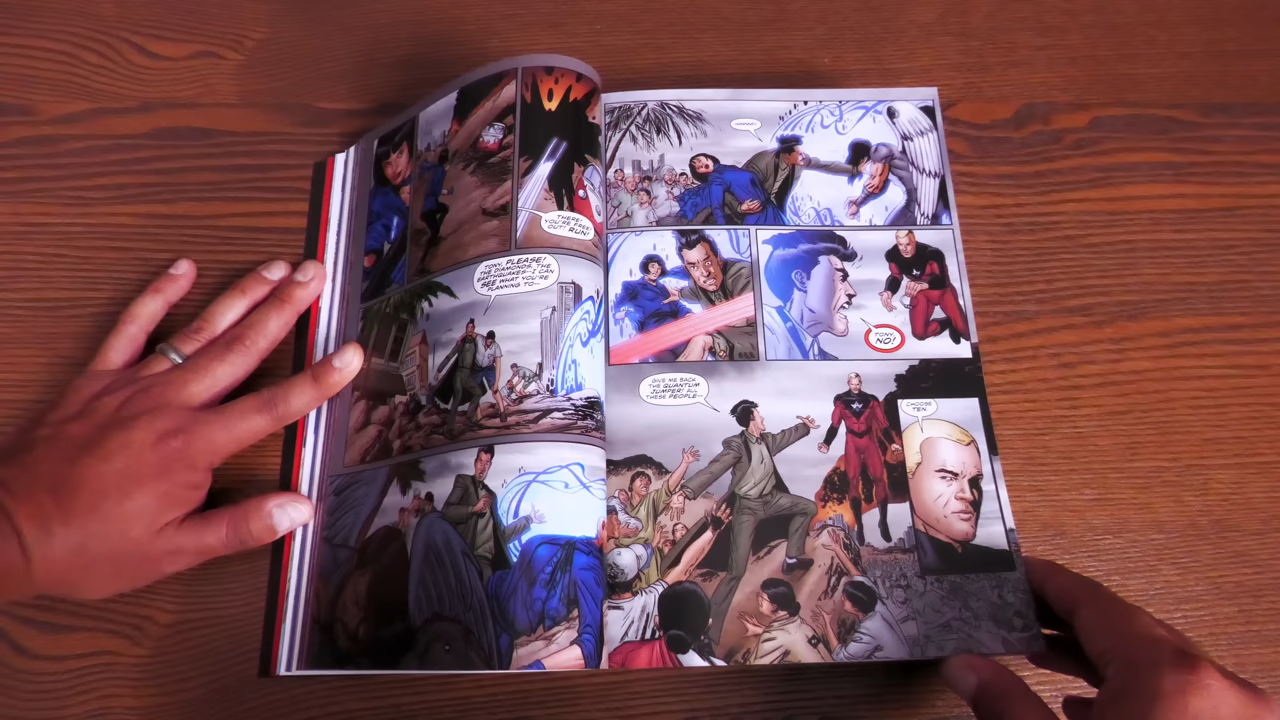 THERE!
YOU'RE FREE!
OUT! RUN!
TONY, PLEASE!
THE DIAMONDS, THE
EARTHQUAKES--I CAN
SEE WHAT YOU'RE
PLANNING TO--
TONY,
NO!
GIVE ME BACK
THE QUANTUM
JUMPER! ALL
THESE PEOPLE--
CHOOSE
TEN.